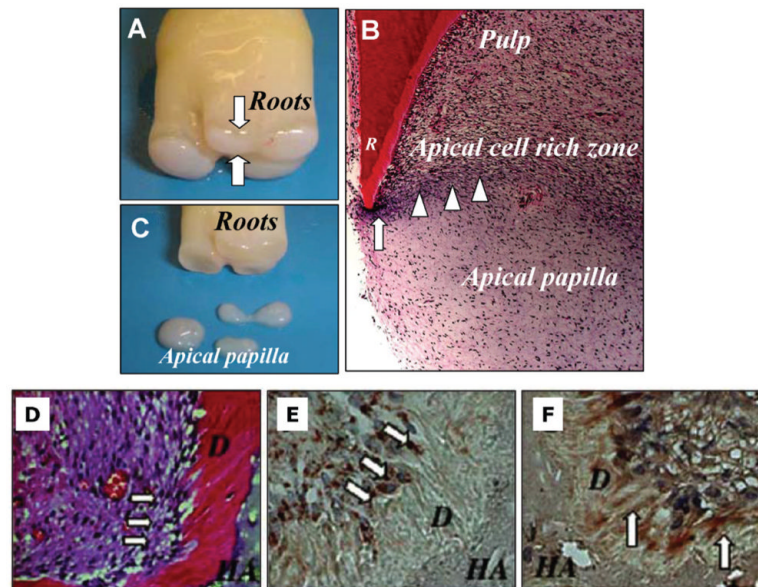 A
Roots
B
Pulp
R
Apical cell rich zone
Apical papilla
C
Roots
Apical papilla
D
D
HA
E
D
HA
F
D
HA